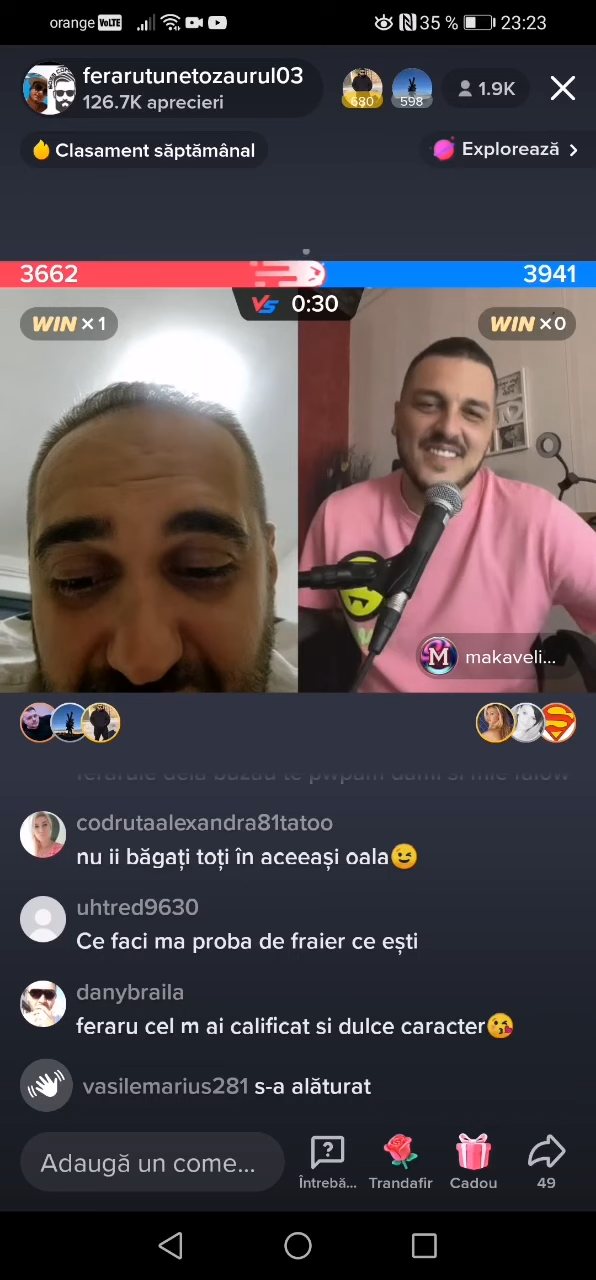 orange VoLTE 35 % 23:23
ferarutunetozaurul03
126.7K aprecieri
680
598
1.9K
Clasament săptămânal
Explorează
3662
3941
VS 0:30
WIN ×1
WIN ×0
M makaveli...
codrutaalexandra81tatoo
nu ii băgați toți în aceeași oala😉
uhtred9630
Ce faci ma proba de fraier ce ești
danybraila
feraru cel m ai calificat si dulce caracter😘
vasilemarius281 s-a alăturat
Adaugă un come...
Întrebă...
Trandafir
Cadou
49